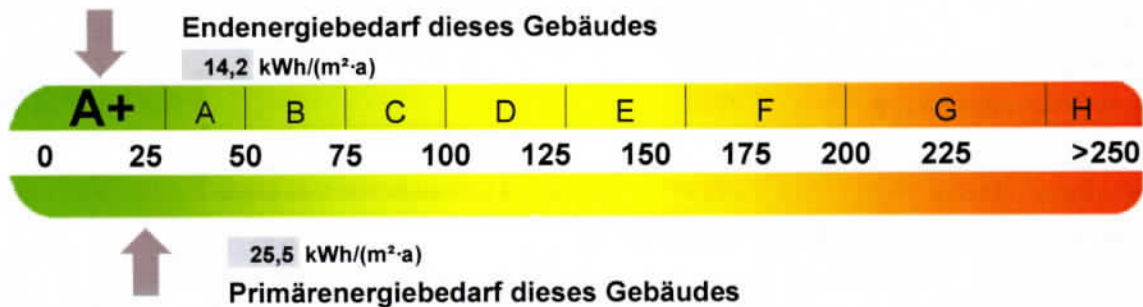 Endenergiebedarf dieses Gebäudes
14,2 kWh/(m²·a)
A+ A B C D E F G H
0 25 50 75 100 125 150 175 200 225 >250
25,5 kWh/(m²·a)
Primärenergiebedarf dieses Gebäudes